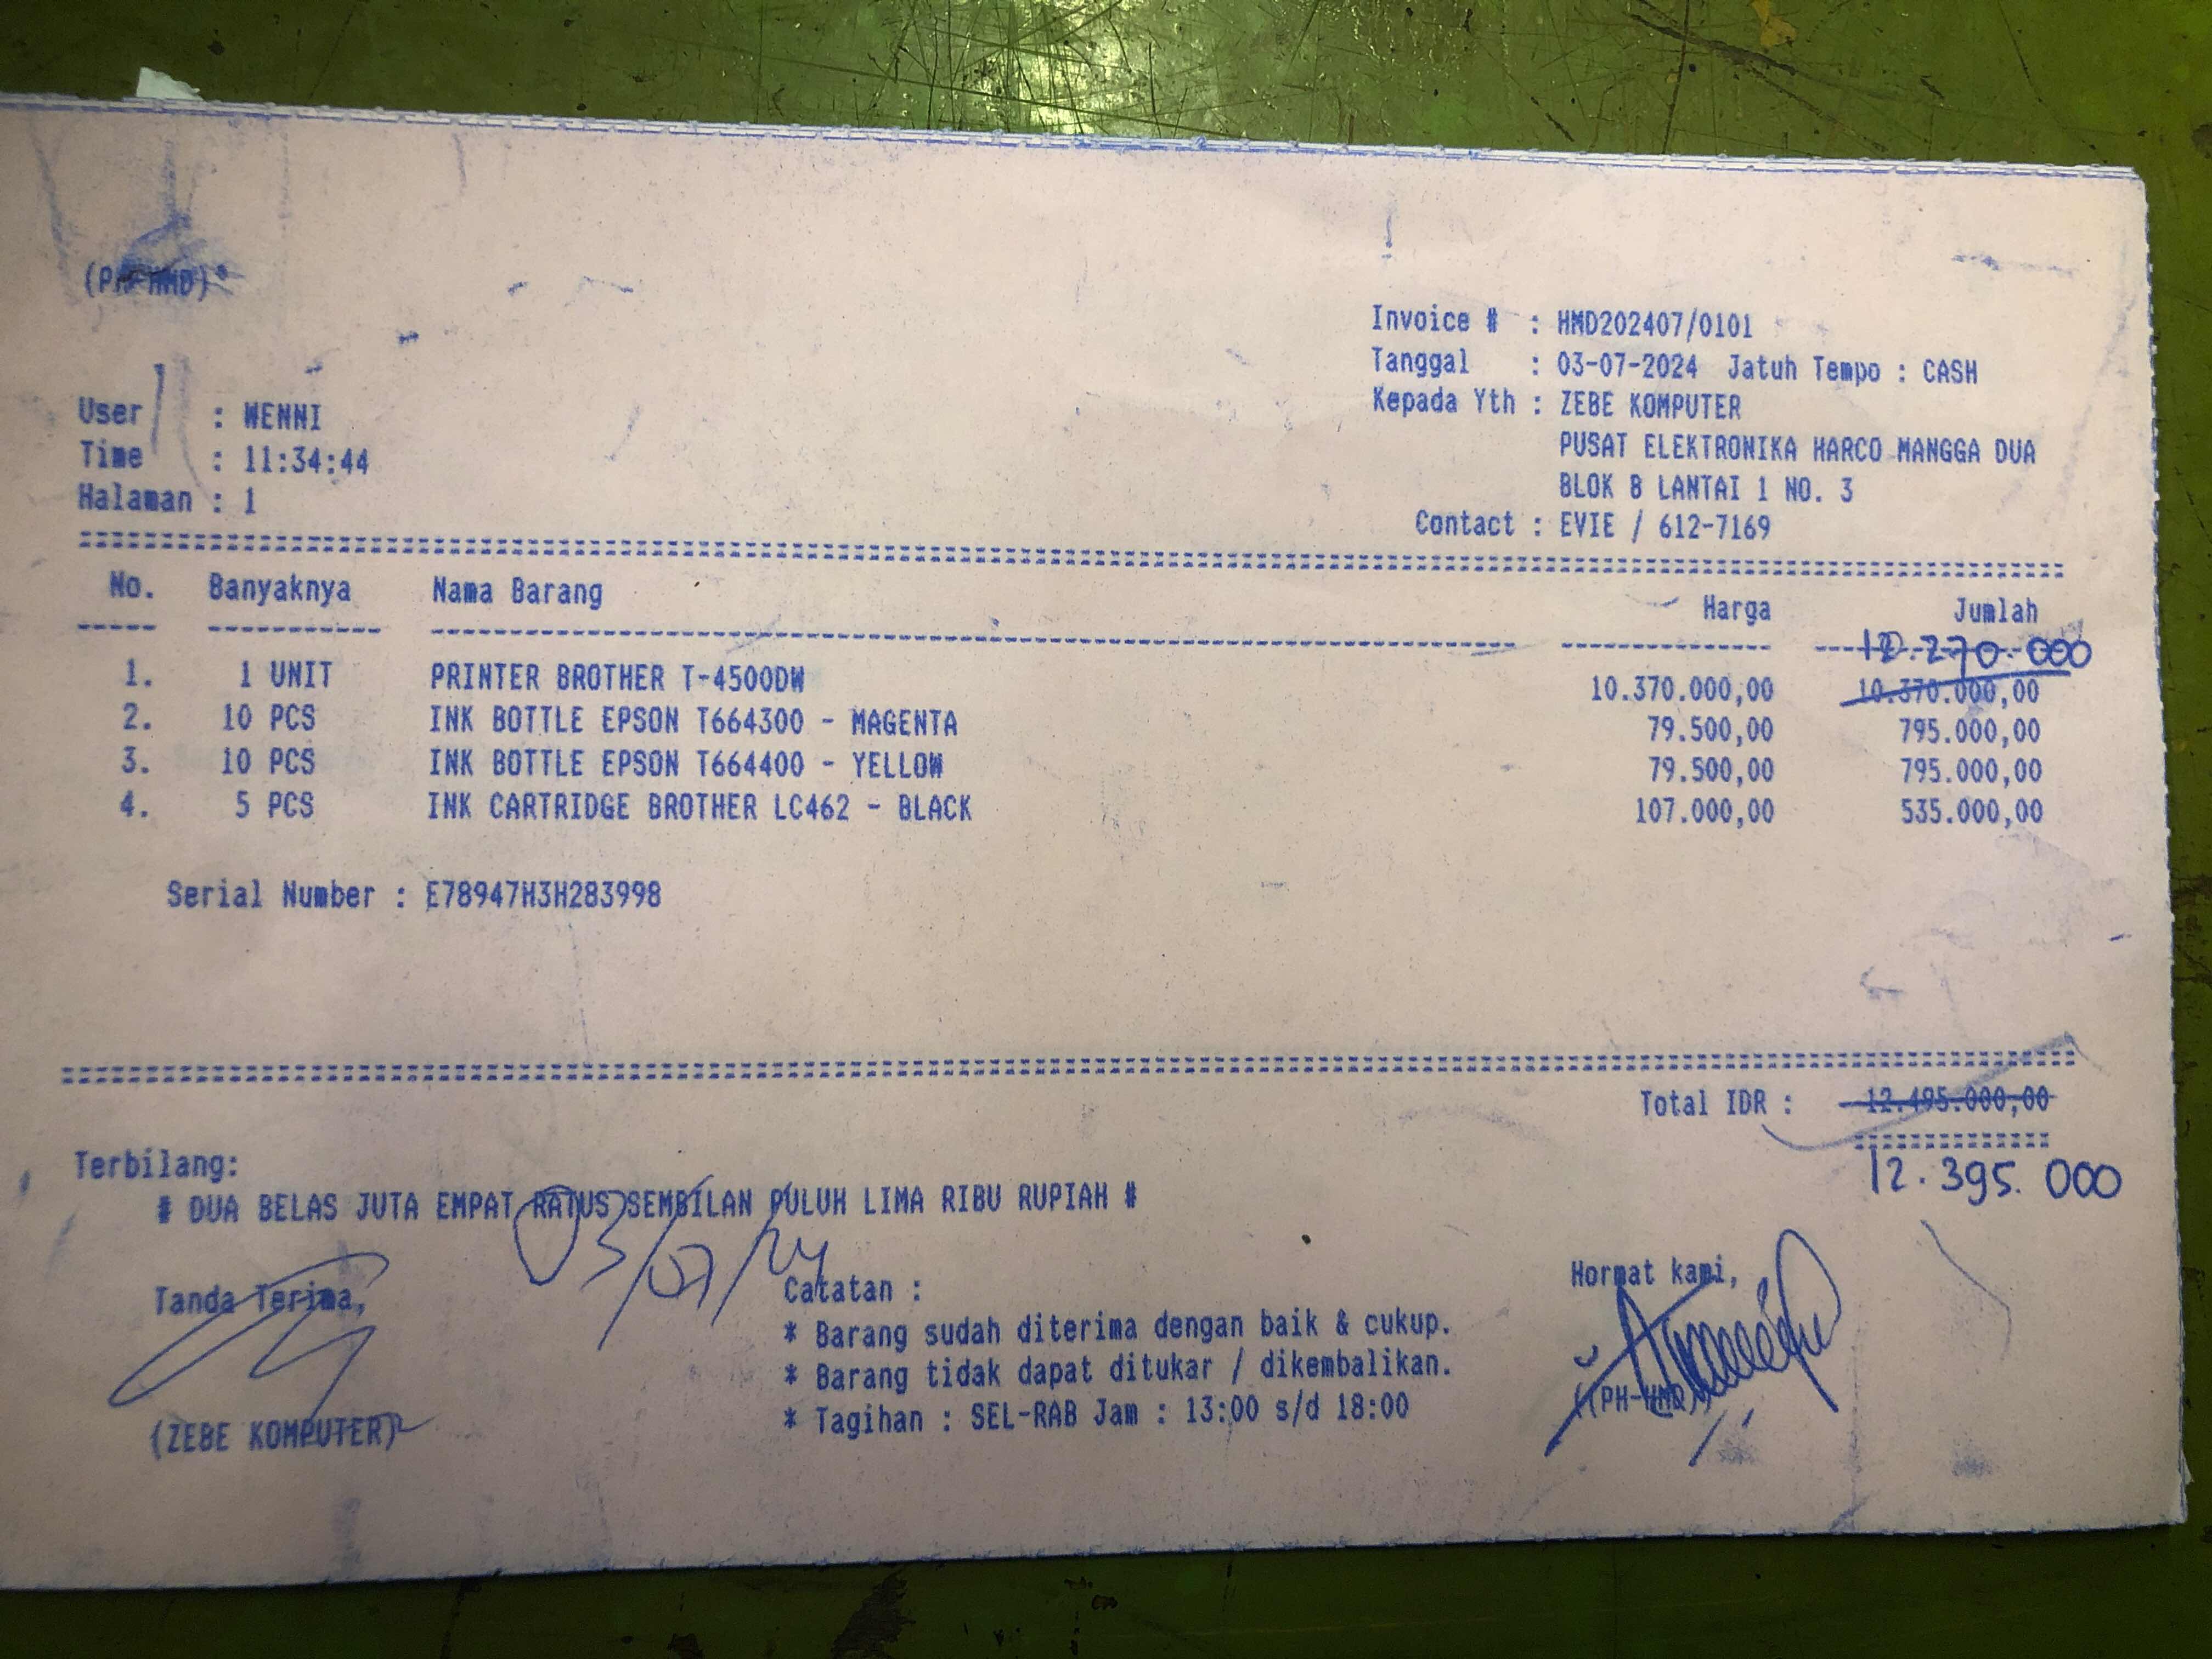 (PH-HMD)
Invoice # : HMD202407/0101
Tanggal : 03-07-2024 Jatuh Tempo : CASH
Kepada Yth : ZEBE KOMPUTER
PUSAT ELEKTRONIKA HARCO MANGGA DUA
BLOK B LANTAI 1 NO. 3
Contact : EVIE / 612-7169
User : WENNI
Time : 11:34:44
Halaman : 1
No. Banyaknya Nama Barang Harga Jumlah
10.270.000
1. 1 UNIT PRINTER BROTHER T-4500DW 10.370.000,00 10.370.000,00
2. 10 PCS INK BOTTLE EPSON T664300 - MAGENTA 79.500,00 795.000,00
3. 10 PCS INK BOTTLE EPSON T664400 - YELLOW 79.500,00 795.000,00
4. 5 PCS INK CARTRIDGE BROTHER LC462 - BLACK 107.000,00 535.000,00
Serial Number : E78947H3H283998
Total IDR : 12.495.000,00
12.395.000
Terbilang:
# DUA BELAS JUTA EMPAT RATUS SEMBILAN PULUH LIMA RIBU RUPIAH #
03/07/24
Tanda Terima,
(ZEBE KOMPUTER)
Catatan :
* Barang sudah diterima dengan baik & cukup.
* Barang tidak dapat ditukar / dikembalikan.
* Tagihan : SEL-RAB Jam : 13:00 s/d 18:00
Hormat kami,
(PH-HMD)